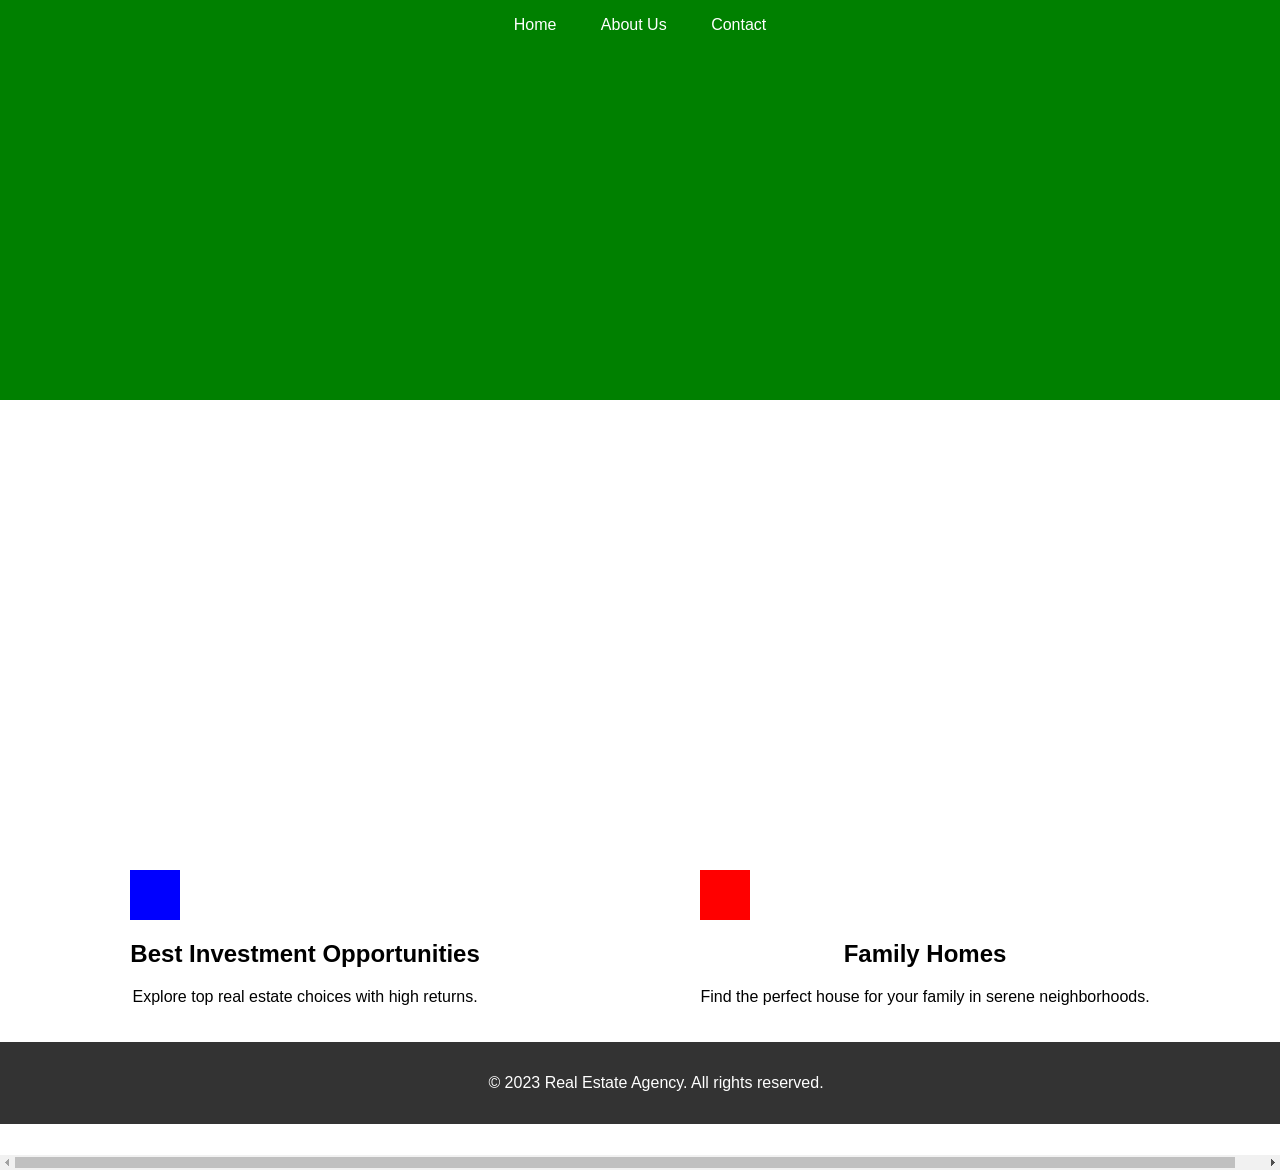 Home About Us Contact
Best Investment Opportunities
Explore top real estate choices with high returns.
Family Homes
Find the perfect house for your family in serene neighborhoods.
© 2023 Real Estate Agency. All rights reserved.